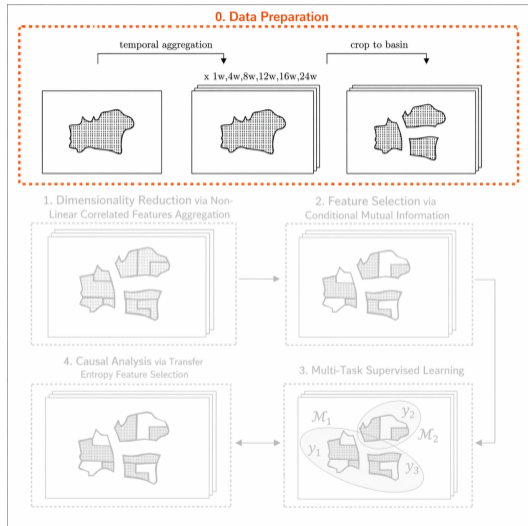 0. Data Preparation
temporal aggregation
crop to basin
x 1w,4w,8w,12w,16w,24w
1. Dimensionality Reduction via Non-
Linear Correlated Features Aggregation
2. Feature Selection via
Conditional Mutual Information
4. Causal Analysis via Transfer
Entropy Feature Selection
3. Multi-Task Supervised Learning
M₁
y₂
M₂
y₁
y₃